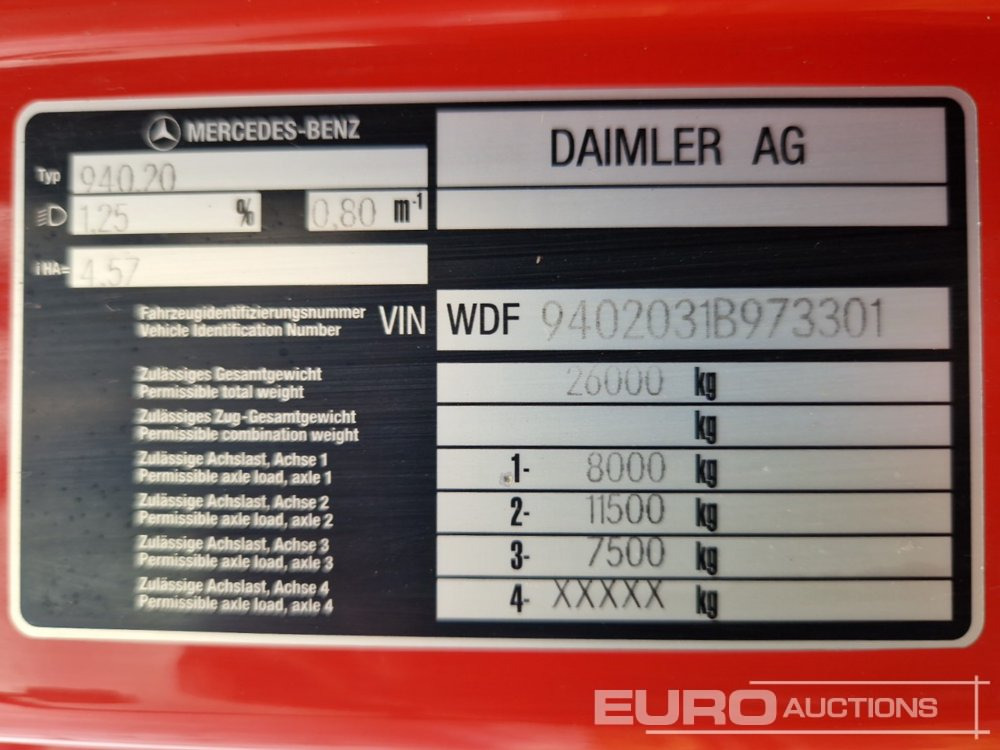 MERCEDES-BENZ
DAIMLER AG
Typ 940.20
1.25 % 0,80 m-1
i HA= 4.57
Fahrzeugidentifizierungsnummer
Vehicle Identification Number
VIN WDF 9402031B973301
Zulässiges Gesamtgewicht
Permissible total weight
26000 kg
Zulässiges Zug-Gesamtgewicht
Permissible combination weight
kg
Zulässige Achslast, Achse 1
Permissible axle load, axle 1
1- 8000 kg
Zulässige Achslast, Achse 2
Permissible axle load, axle 2
2- 11500 kg
Zulässige Achslast, Achse 3
Permissible axle load, axle 3
3- 7500 kg
Zulässige Achslast, Achse 4
Permissible axle load, axle 4
4- XXXXX kg
EURO AUCTIONS